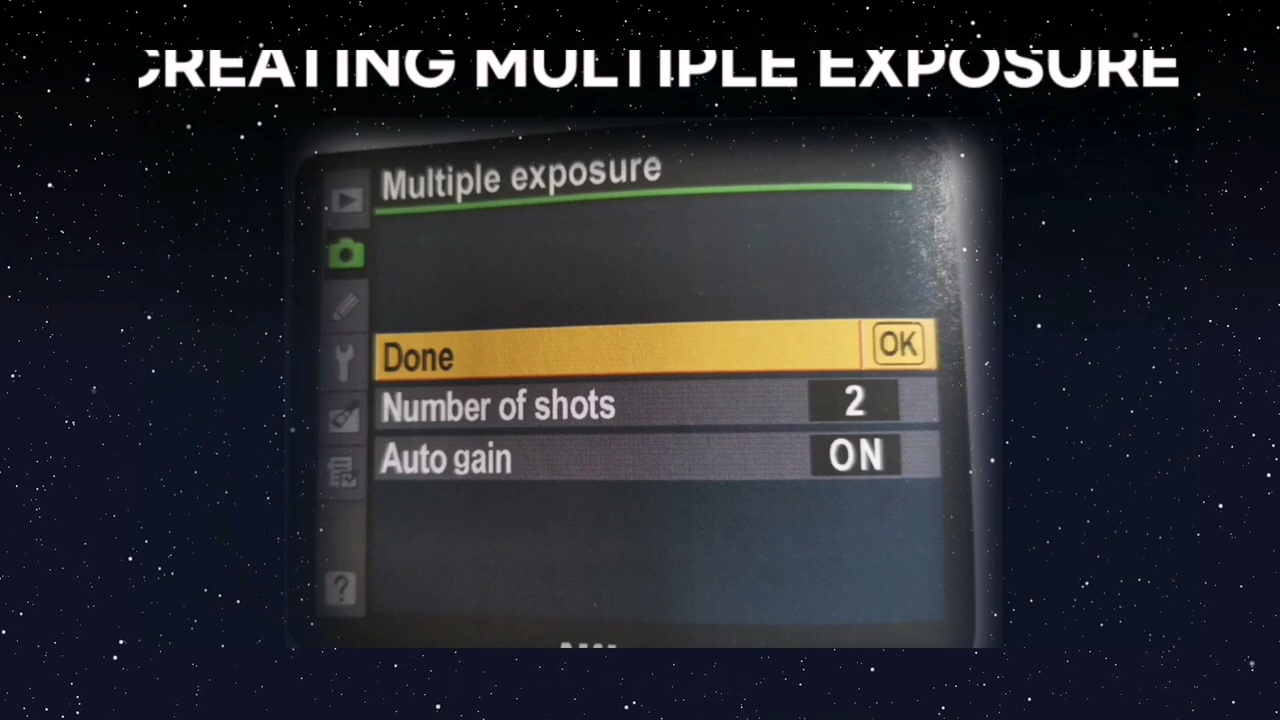 CREATING MULTIPLE EXPOSURE
Multiple exposure
Done OK
Number of shots 2
Auto gain ON
?